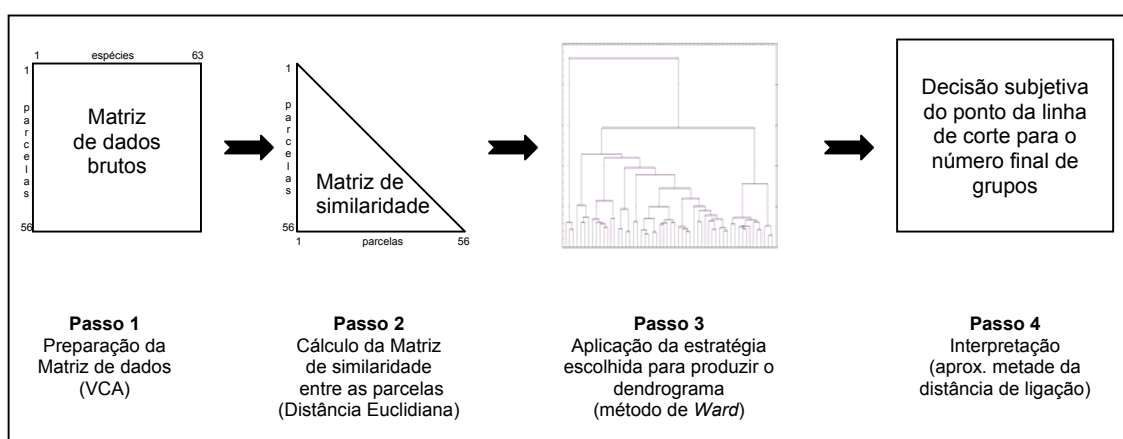 1 espécies 63
1
parcelas
56
Matriz
de dados
brutos
1
parcelas
56
Matriz de
similaridade
1 parcelas 56
Decisão subjetiva
do ponto da linha
de corte para o
número final de
grupos
Passo 1
Preparação da
Matriz de dados
(VCA)
Passo 2
Cálculo da Matriz
de similaridade
entre as parcelas
(Distância Euclidiana)
Passo 3
Aplicação da estratégia
escolhida para produzir o
dendrograma
(método de Ward)
Passo 4
Interpretação
(aprox. metade da
distância de ligação)